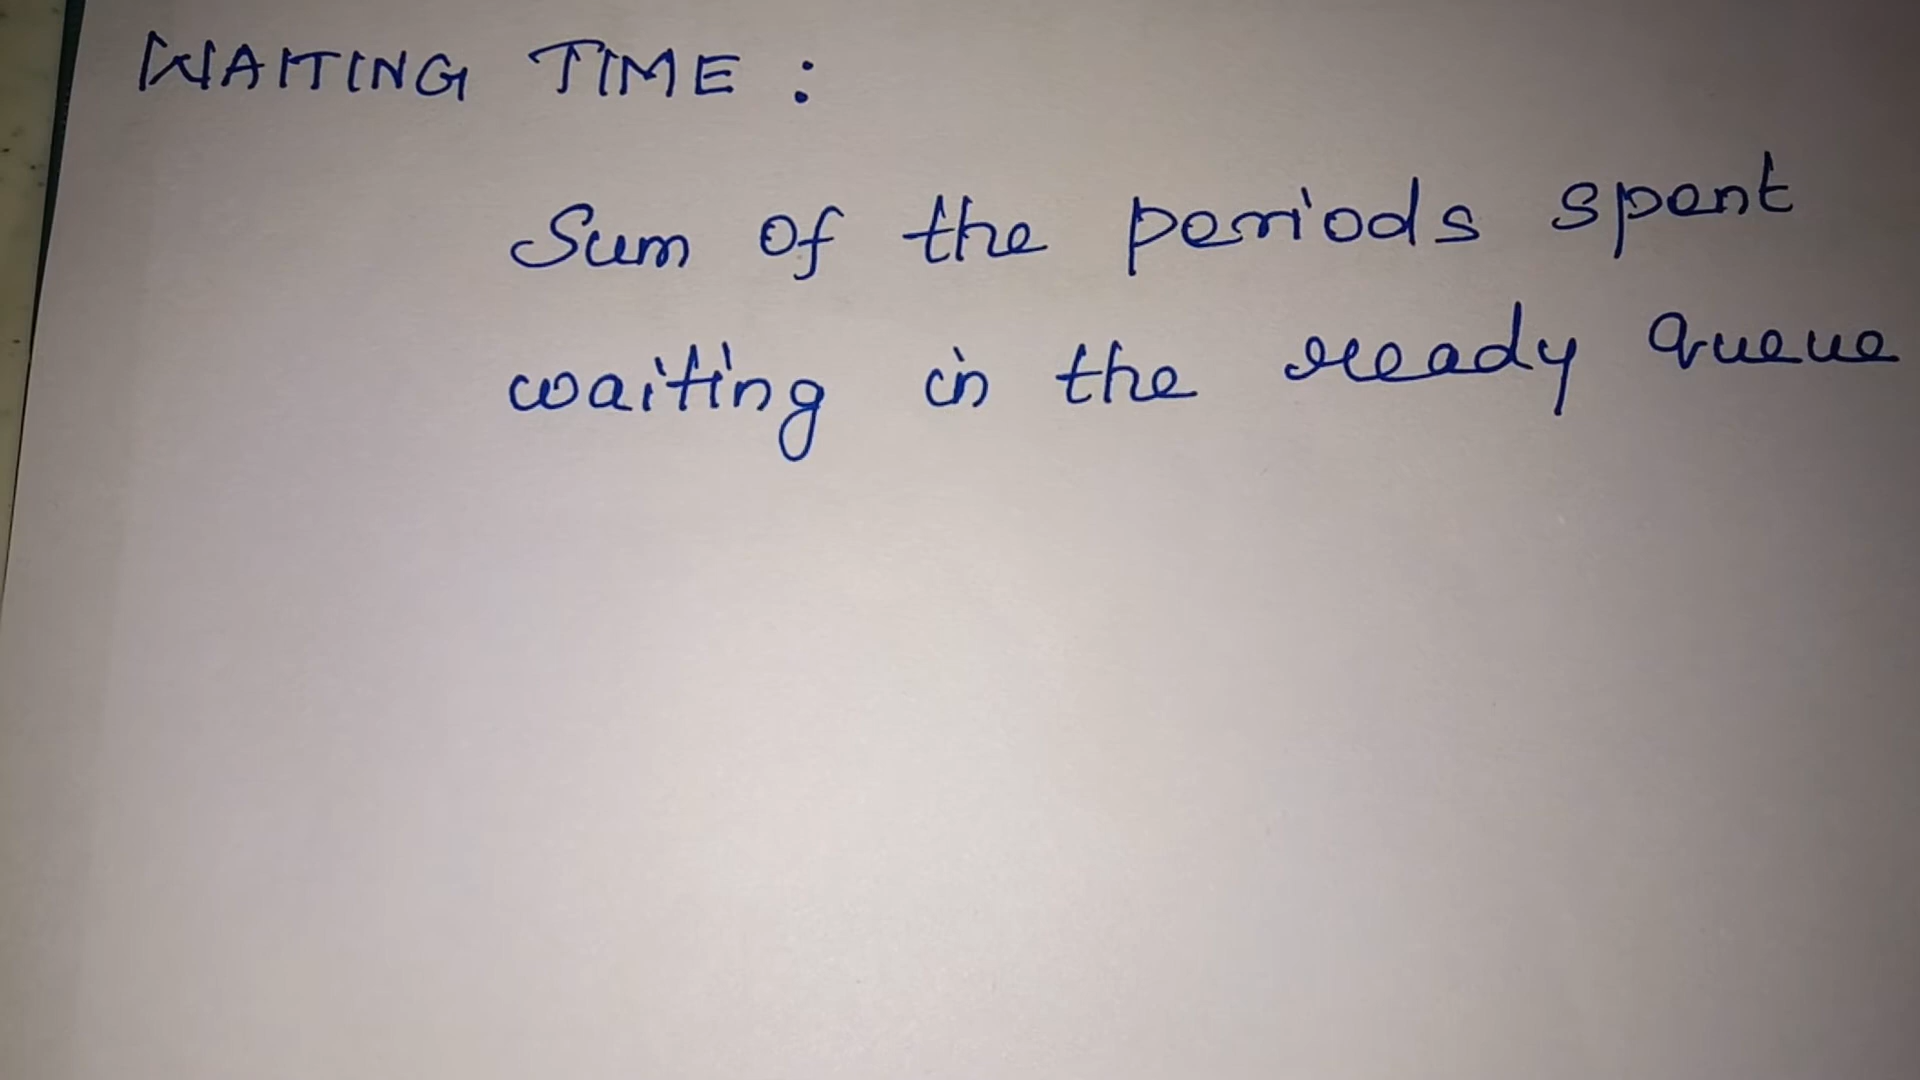 WAITING TIME :
Sum of the periods spent
waiting in the ready queue